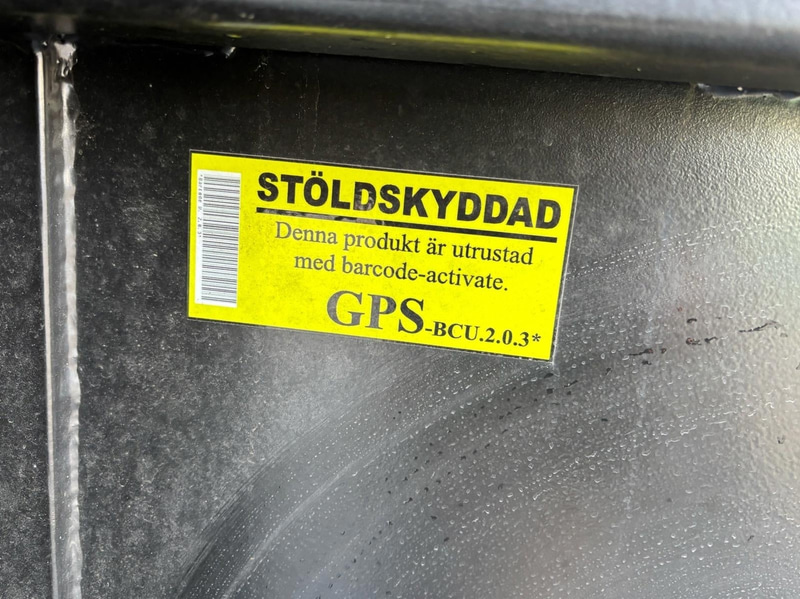 STÖLDSKYDDAD
Denna produkt är utrustad
med barcode-activate.
GPS-BCU.2.0.3*